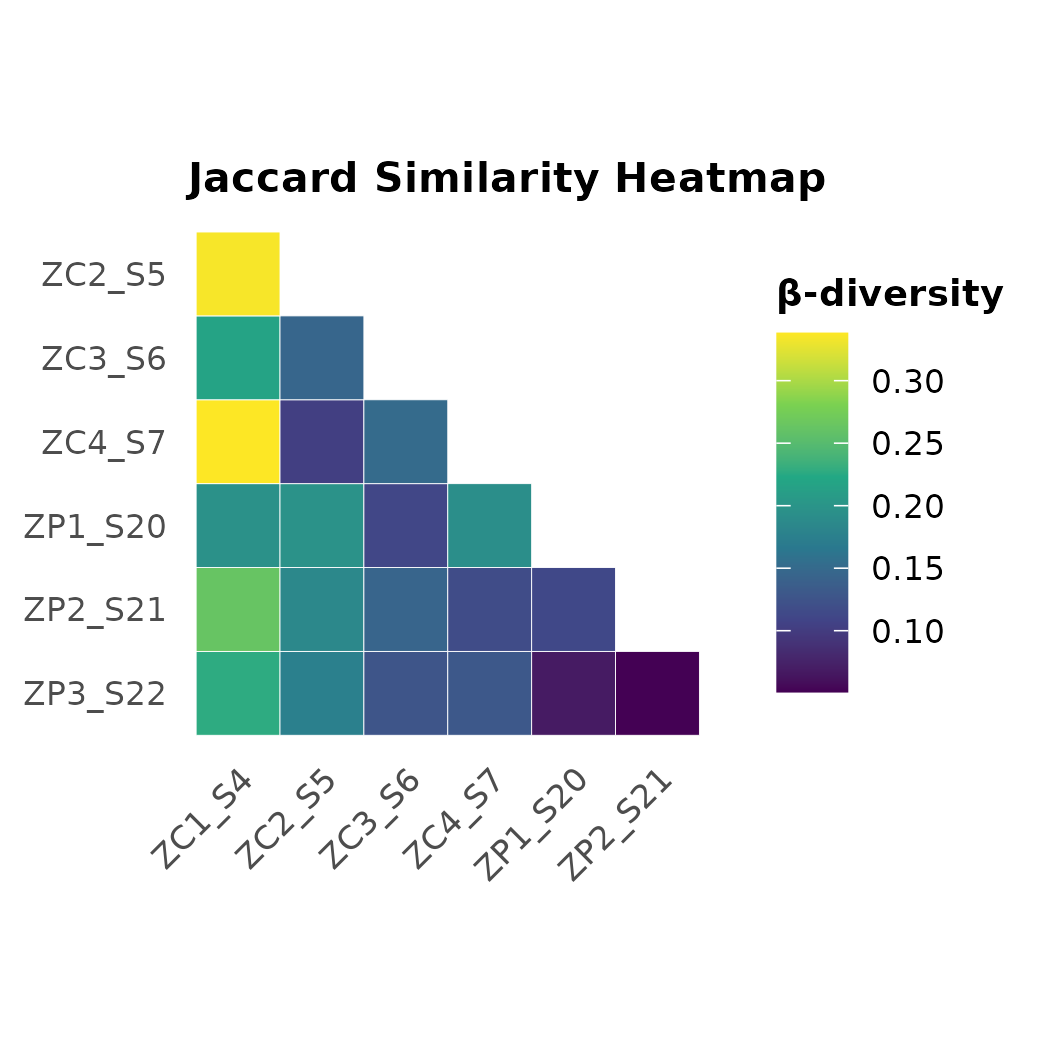 Jaccard Similarity Heatmap
ZC2_S5
ZC3_S6
ZC4_S7
ZP1_S20
ZP2_S21
ZP3_S22
ZC1_S4
ZC2_S5
ZC3_S6
ZC4_S7
ZP1_S20
ZP2_S21
β-diversity
0.30
0.25
0.20
0.15
0.10